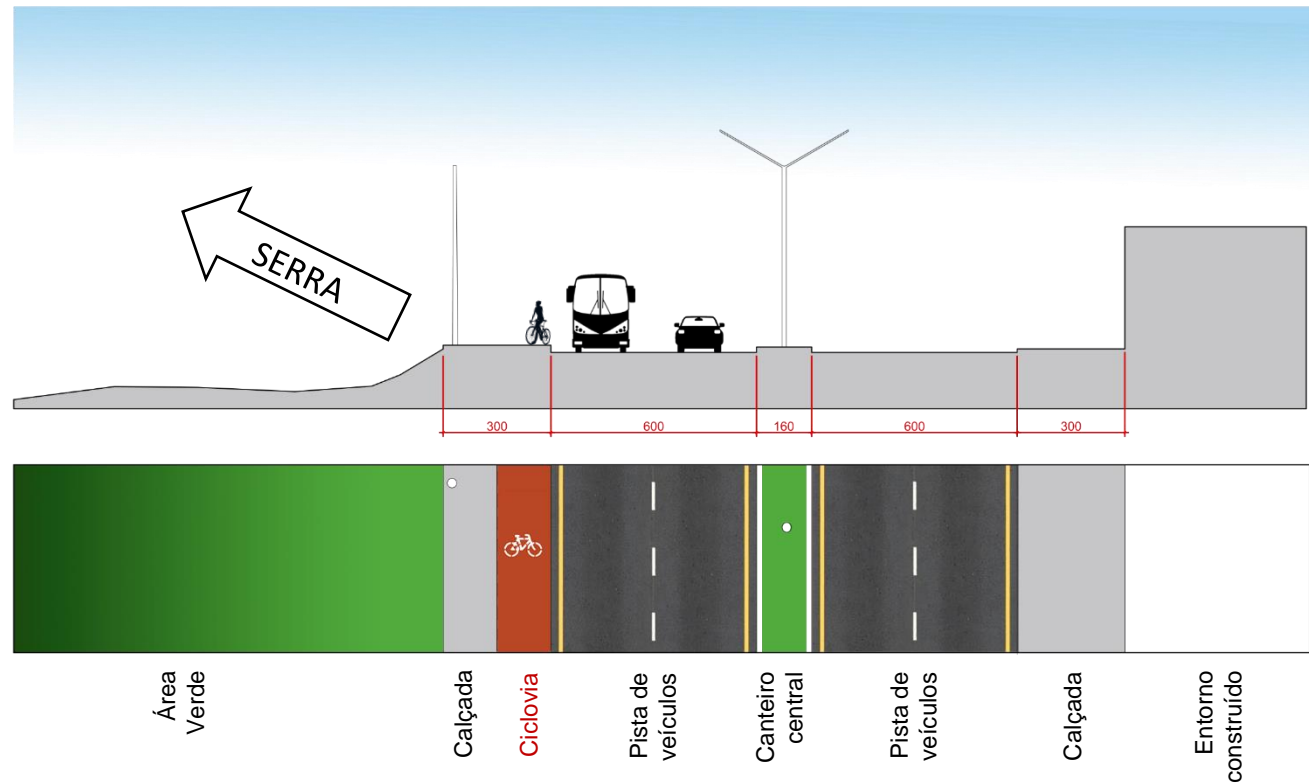 SERRA
300
600
160
600
300
Área
Verde
Calçada
Ciclovia
Pista de
veículos
Canteiro
central
Pista de
veículos
Calçada
Entorno
construído